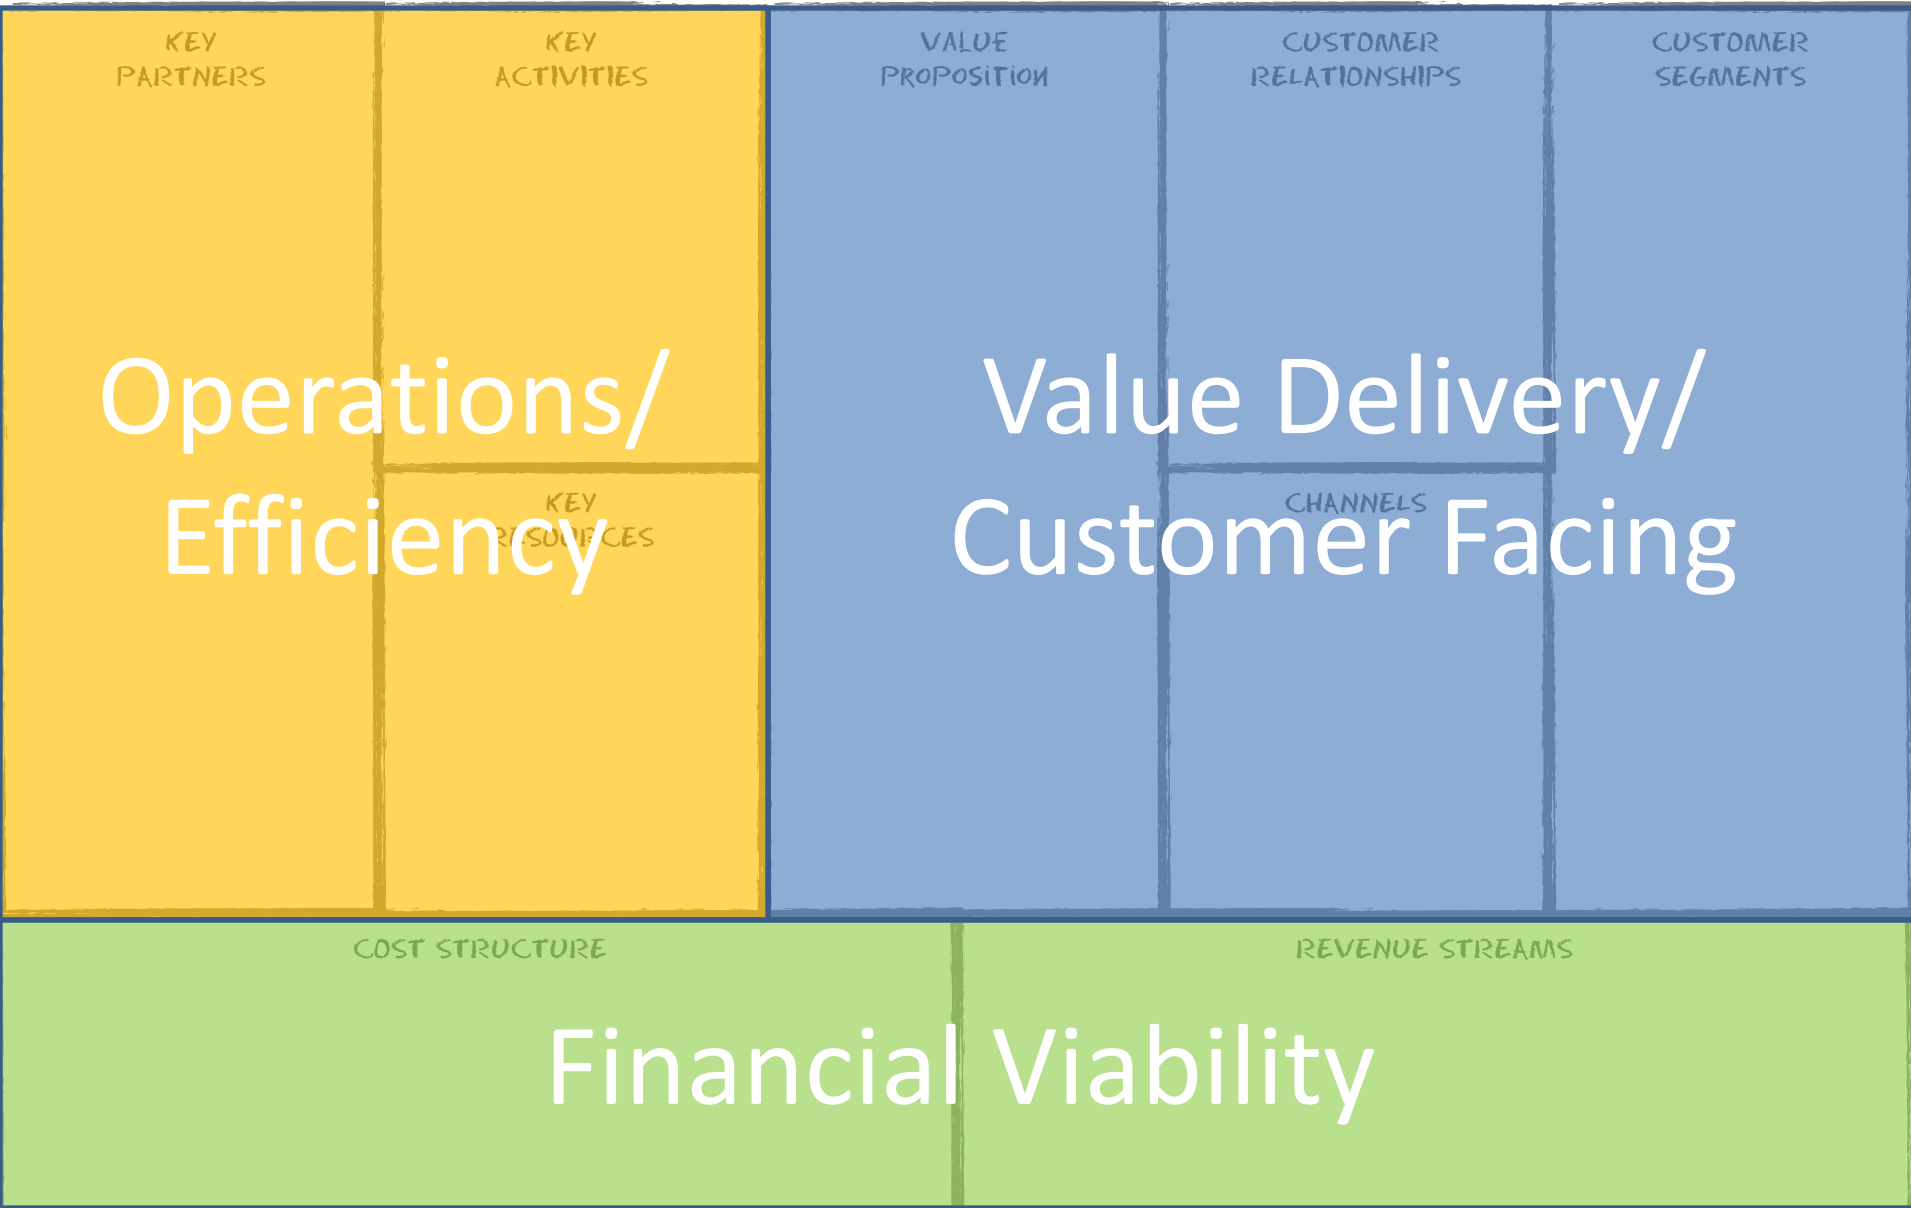 KEY
PARTNERS
KEY
ACTIVITIES
VALUE
PROPOSITION
CUSTOMER
RELATIONSHIPS
CUSTOMER
SEGMENTS
Operations/
Efficiency
KEY
RESOURCES
Value Delivery/
Customer Facing
CHANNELS
COST STRUCTURE
REVENUE STREAMS
Financial Viability